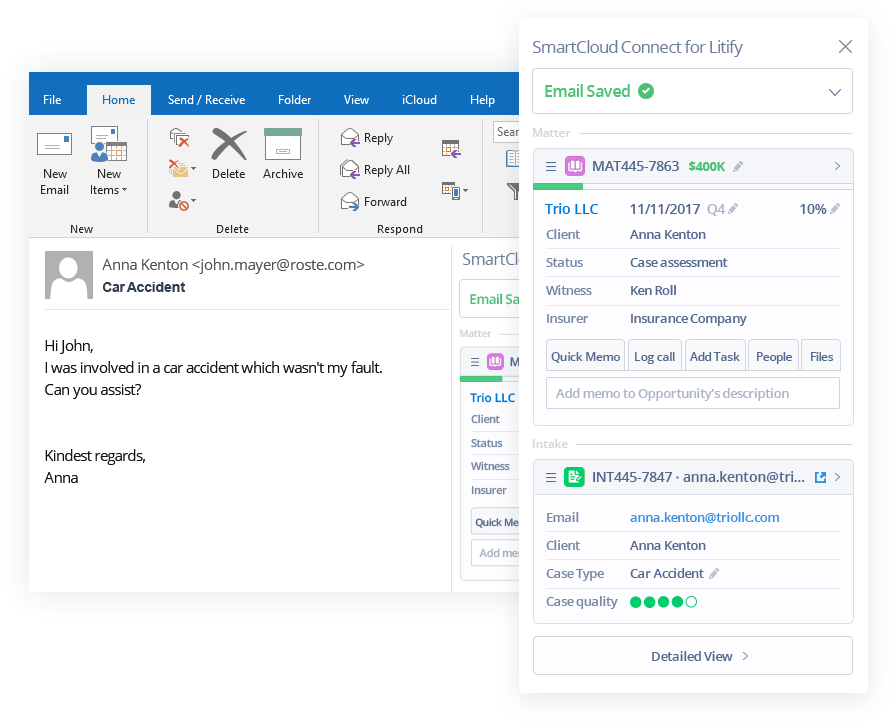 File Home Send / Receive Folder View iCloud Help
New Email
New Items
Delete
Archive
Reply
Reply All
Forward
Sear
New Delete Respond
Anna Kenton <john.mayer@roste.com>
Car Accident
Hi John,
I was involved in a car accident which wasn't my fault.
Can you assist?
Kindest regards,
Anna
SmartClo
Email Sa
Matter
M
Trio LLC
Client
Status
Witness
Insurer
Quick Me
Add me
SmartCloud Connect for Litify
Email Saved
Matter
MAT445-7863 $400K
Trio LLC 11/11/2017 Q4 10%
Client Anna Kenton
Status Case assessment
Witness Ken Roll
Insurer Insurance Company
Quick Memo Log call Add Task People Files
Add memo to Opportunity's description
Intake
INT445-7847 · anna.kenton@tri...
Email anna.kenton@triollc.com
Client Anna Kenton
Case Type Car Accident
Case quality
Detailed View